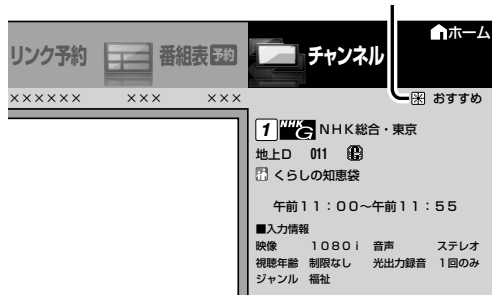 リンク予約 番組表 予約 チャンネル ホーム
×××××× ××× ××× おすすめ
1 NHK G NHK総合・東京
地上D 011
くらしの知恵袋
午前11：00～午前11：55
■入力情報
映像 1080i 音声 ステレオ
視聴年齢 制限なし 光出力録音 1回のみ
ジャンル 福祉